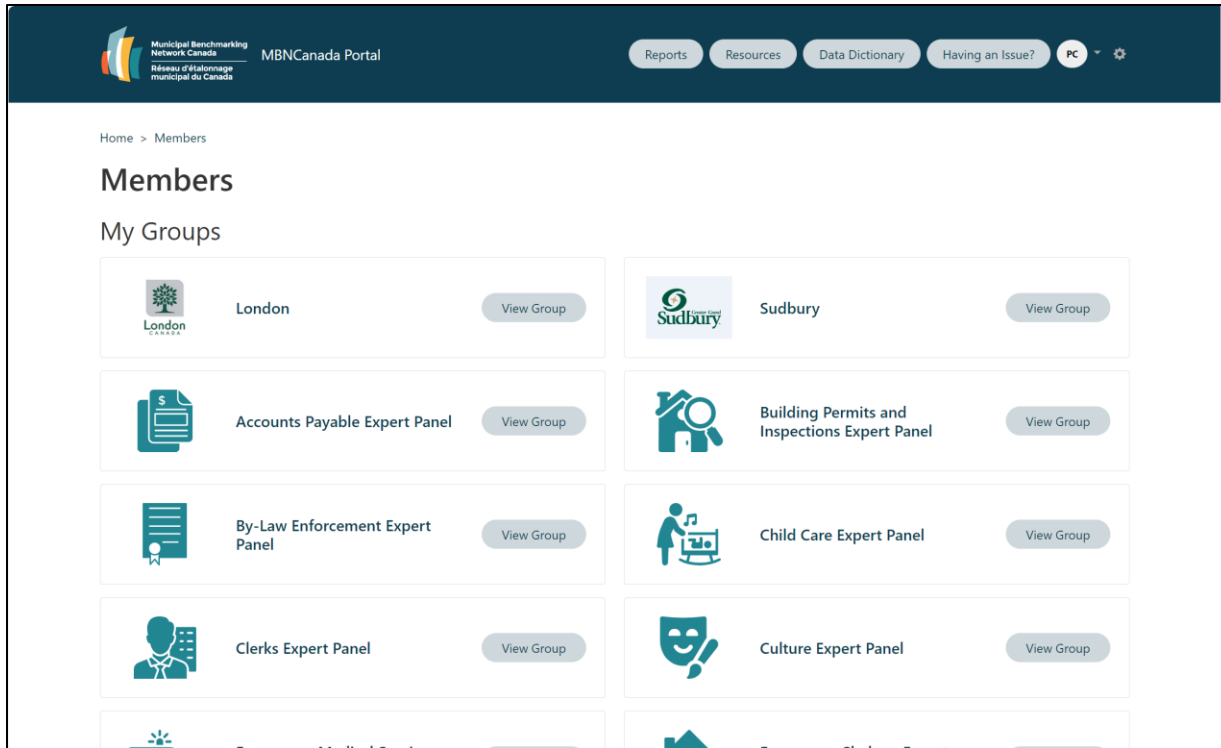 Municipal Benchmarking
Network Canada
Réseau d'étalonnage
municipal du Canada
MBNCanada Portal
Reports
Resources
Data Dictionary
Having an Issue?
PC
Home > Members
Members
My Groups
London
CANADA
London
View Group
Greater Grand
Sudbury
Sudbury
View Group
$
Accounts Payable Expert Panel
View Group
Building Permits and
Inspections Expert Panel
View Group
By-Law Enforcement Expert
Panel
View Group
Child Care Expert Panel
View Group
Clerks Expert Panel
View Group
Culture Expert Panel
View Group